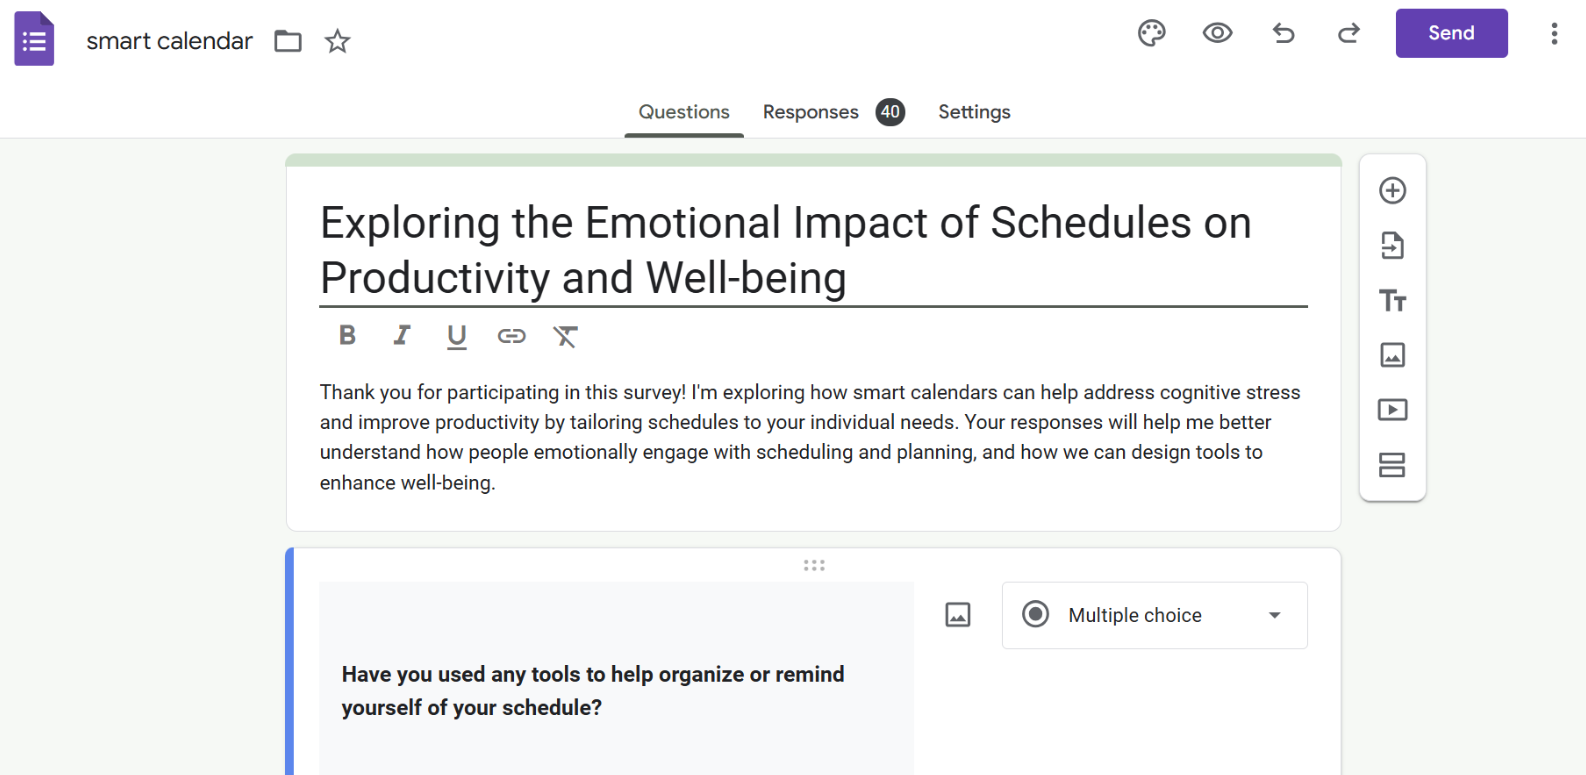 smart calendar
Send
Questions
Responses 40
Settings
Exploring the Emotional Impact of Schedules on
Productivity and Well-being
B I U
Thank you for participating in this survey! I'm exploring how smart calendars can help address cognitive stress
and improve productivity by tailoring schedules to your individual needs. Your responses will help me better
understand how people emotionally engage with scheduling and planning, and how we can design tools to
enhance well-being.
Multiple choice
Have you used any tools to help organize or remind
yourself of your schedule?